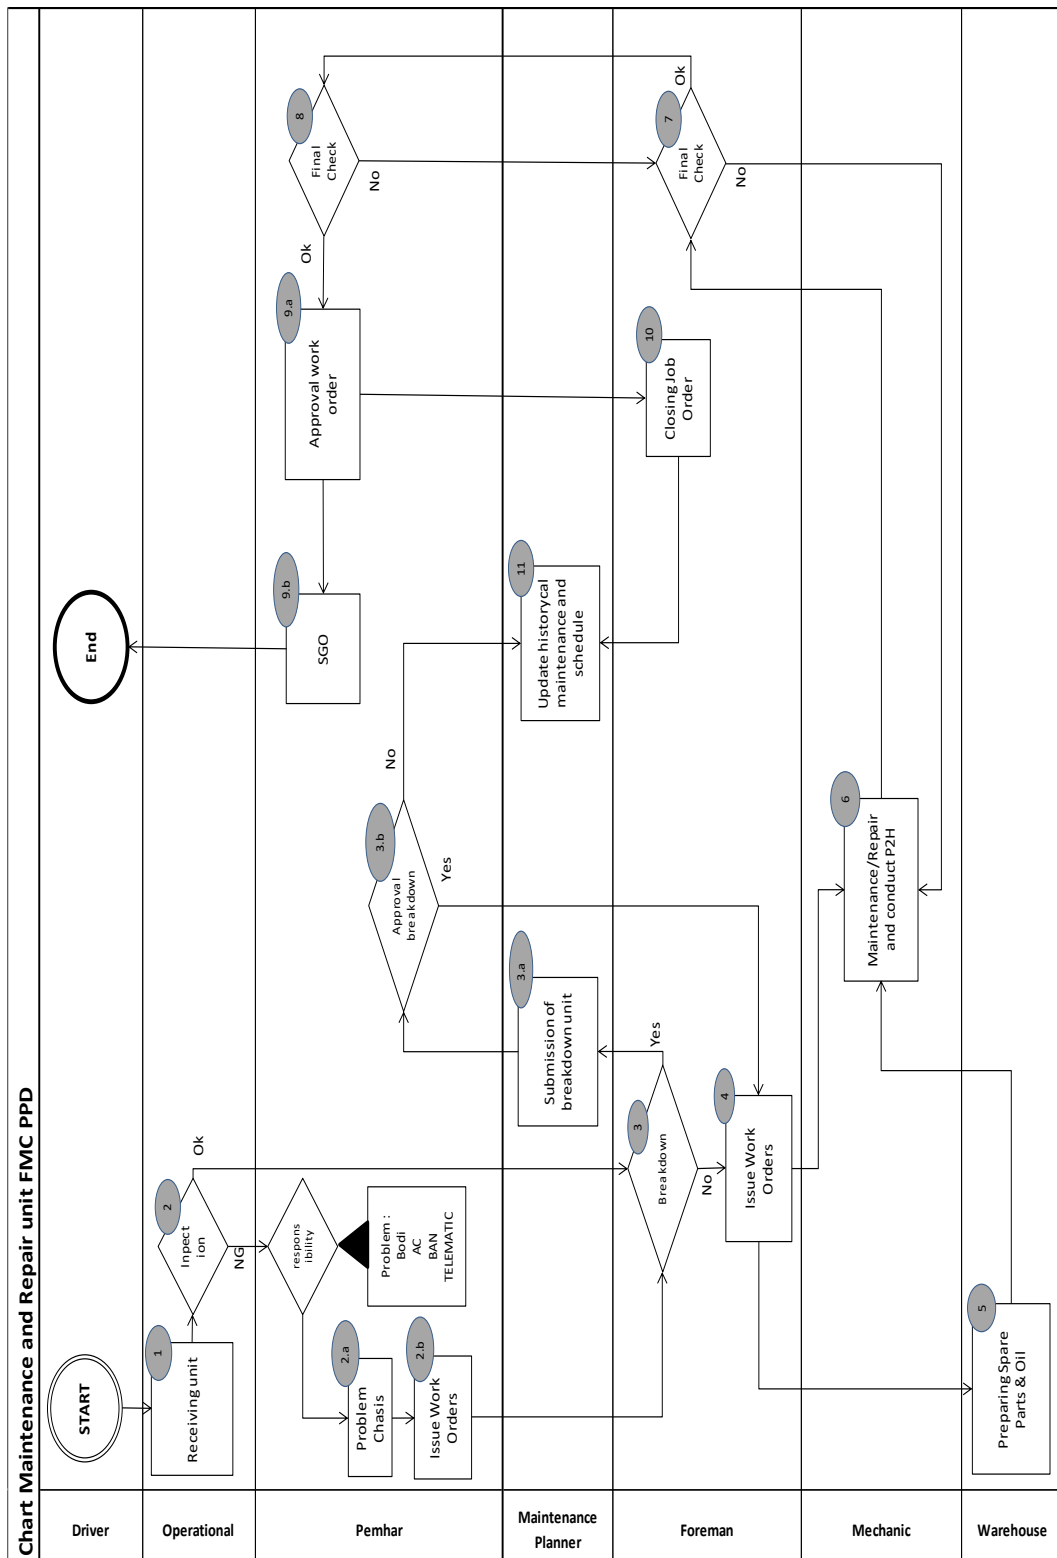 Chart Maintenance and Repair unit FMC PPD
Driver
START
End
Operational
1
Receiving unit
2
Inpect
ion
Ok
NG
Pemhar
respons
ibility
Problem :
Bodi
AC
BAN
TELEMATIC
2.a
Problem
Chasis
2.b
Issue Work
Orders
3.b
Approval
breakdown
No
Yes
9.b
SGO
9.a
Approval work
order
Ok
8
Final
Check
No
Maintenance
Planner
3.a
Submission of
breakdown unit
11
Update historycal
maintenance and
schedule
Foreman
3
Breakdown
Yes
No
4
Issue Work
Orders
10
Closing Job
Order
7
Final
Check
Ok
No
Mechanic
6
Maintenance/Repair
and conduct P2H
Warehouse
5
Preparing Spare
Parts & Oil